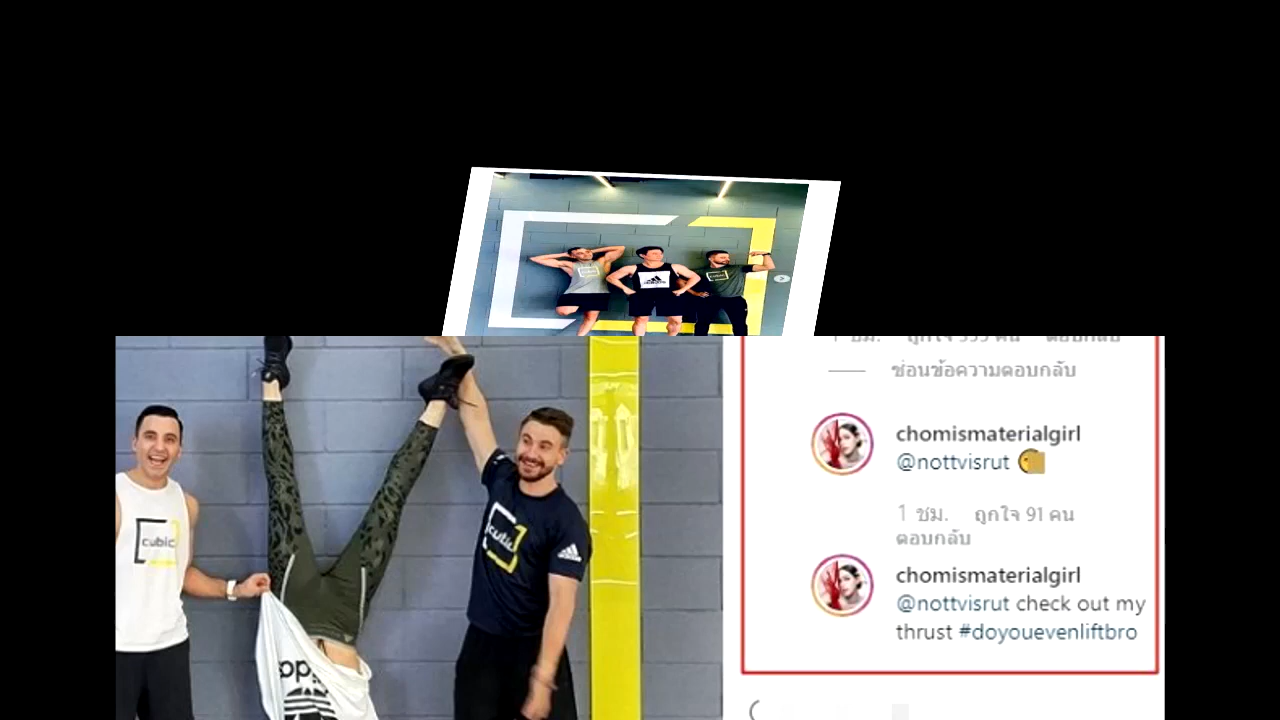 cubic
ซ่อนข้อความตอบกลับ
chomismaterialgirl
@nottvisrut
1 ชม. ถูกใจ 91 คน
ตอบกลับ
chomismaterialgirl
@nottvisrut check out my
thrust #doyouevenliftbro